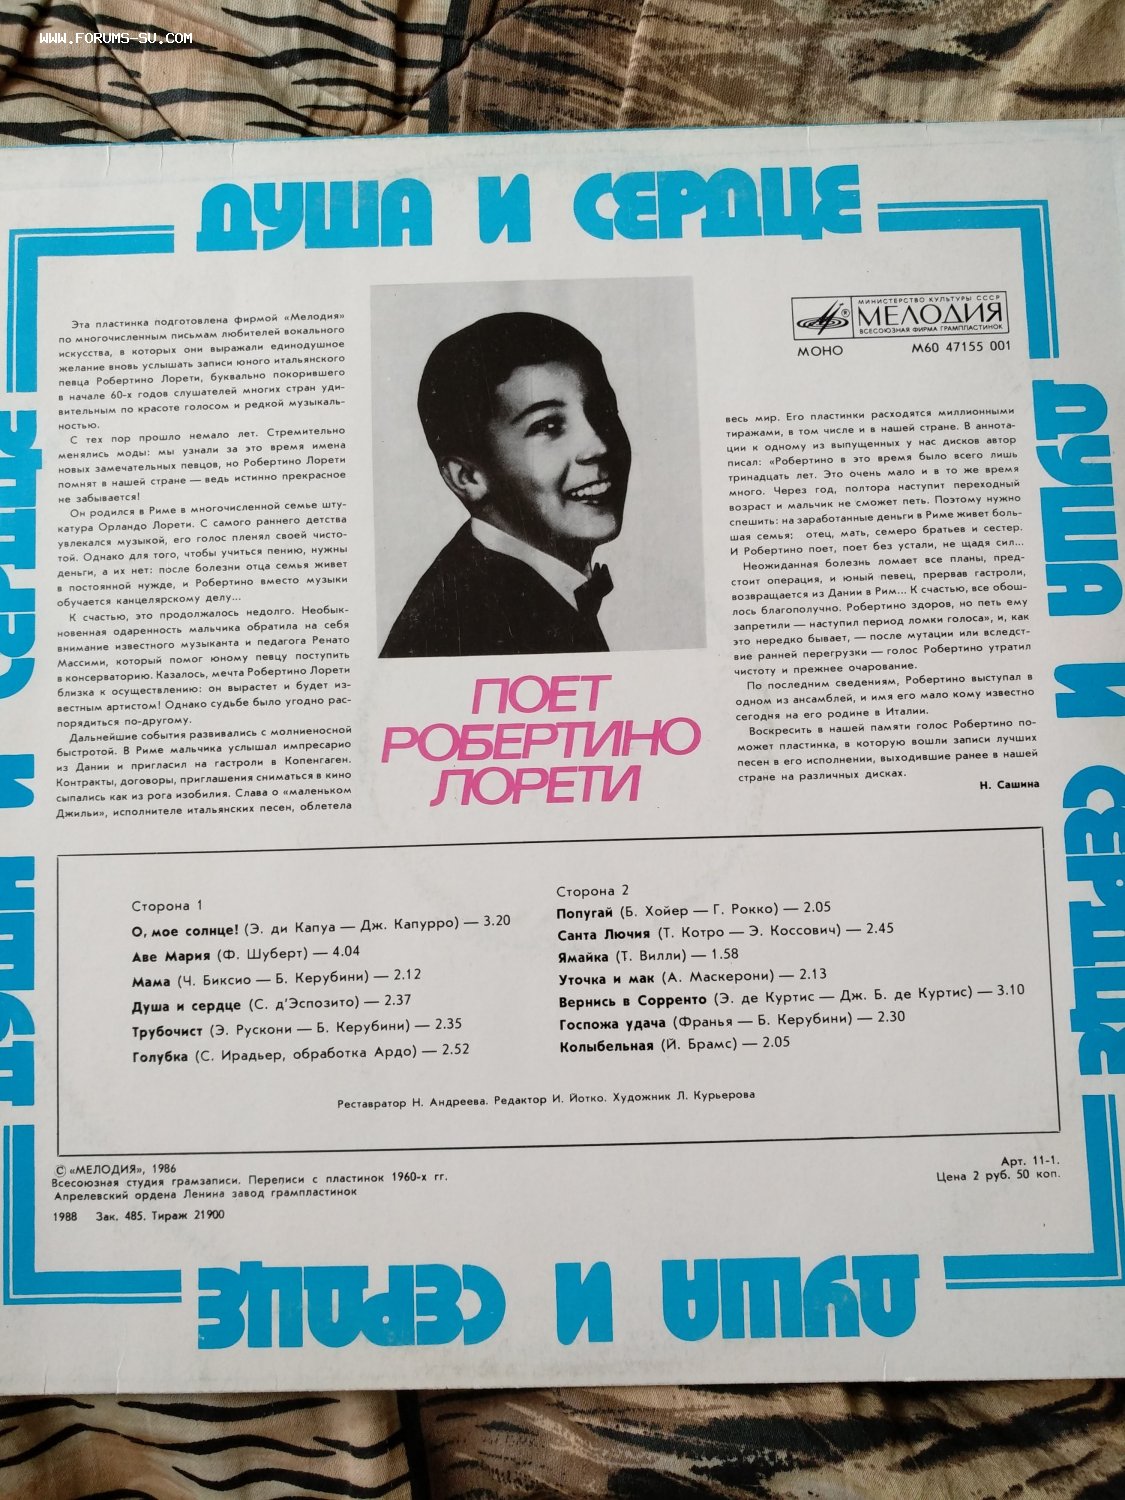 WWW.FORUMS-SU.COM
ДУША И СЕРДЦЕ
Эта пластинка подготовлена фирмой «Мелодия»
по многочисленным письмам любителей вокального
искусства, в которых они выражали единодушное
желание вновь услышать записи юного итальянского
певца Робертино Лорети, буквально покорившего
в начале 60-х годов слушателей многих стран уди-
вительным по красоте голосом и редкой музыкаль-
ностью.
С тех пор прошло немало лет. Стремительно
менялись моды: мы узнали за это время имена
новых замечательных певцов, но Робертино Лорети
помнят в нашей стране — ведь истинно прекрасное
не забывается!
Он родился в Риме в многочисленной семье шту-
катура Орландо Лорети. С самого раннего детства
увлекался музыкой, его голос пленял своей чисто-
той. Однако для того, чтобы учиться пению, нужны
деньги, а их нет: после болезни отца семья живет
в постоянной нужде, и Робертино вместо музыки
обучается канцелярскому делу...
К счастью, это продолжалось недолго. Необык-
новенная одаренность мальчика обратила на себя
внимание известного музыканта и педагога Ренато
Массими, который помог юному певцу поступить
в консерваторию. Казалось, мечта Робертино Лорети
близка к осуществлению: он вырастет и будет из-
вестным артистом! Однако судьбе было угодно рас-
порядиться по-другому.
Дальнейшие события развивались с молниеносной
быстротой. В Риме мальчика услышал импресарио
из Дании и пригласил на гастроли в Копенгаген.
Контракты, договоры, приглашения сниматься в кино
сыпались как из рога изобилия. Слава о «маленьком
Джильи», исполнителе итальянских песен, облетела
ПОЕТ
РОБЕРТИНО
ЛОРЕТИ
МИНИСТЕРСТВО КУЛЬТУРЫ СССР
МЕЛОДИЯ
ВСЕСОЮЗНАЯ ФИРМА ГРАМПЛАСТИНОК
МОНО М60 47155 001
весь мир. Его пластинки расходятся миллионными
тиражами, в том числе и в нашей стране. В аннота-
ции к одному из выпущенных у нас дисков автор
писал: «Робертино в это время было всего лишь
тринадцать лет. Это очень мало и в то же время
много. Через год, полтора наступит переходный
возраст и мальчик не сможет петь. Поэтому нужно
спешить: на заработанные деньги в Риме живет боль-
шая семья: отец, мать, семеро братьев и сестер.
И Робертино поет, поет без устали, не щадя сил...
Неожиданная болезнь ломает все планы, пред-
стоит операция, и юный певец, прервав гастроли,
возвращается из Дании в Рим... К счастью, все обош-
лось благополучно. Робертино здоров, но петь ему
запретили — наступил период ломки голоса», и, как
это нередко бывает, — после мутации или вследст-
вие ранней перегрузки — голос Робертино утратил
чистоту и прежнее очарование.
По последним сведениям, Робертино выступал в
одном из ансамблей, и имя его мало кому известно
сегодня на его родине в Италии.
Воскресить в нашей памяти голос Робертино по-
может пластинка, в которую вошли записи лучших
песен в его исполнении, выходившие ранее в нашей
стране на различных дисках.
Н. Сашина
ДУША И СЕРДЦЕ
ДУША И СЕРДЦЕ
Сторона 1
О, мое солнце! (Э. ди Капуа — Дж. Капурро) — 3.20
Аве Мария (Ф. Шуберт) — 4.04
Мама (Ч. Биксио — Б. Керубини) — 2.12
Душа и сердце (С. д'Эспозито) — 2.37
Трубочист (Э. Рускони — Б. Керубини) — 2.35
Голубка (С. Ирадьер, обработка Ардо) — 2.52
Сторона 2
Попугай (Б. Хойер — Г. Рокко) — 2.05
Санта Лючия (Т. Котро — Э. Коссович) — 2.45
Ямайка (Т. Вилли) — 1.58
Уточка и мак (А. Маскерони) — 2.13
Вернись в Сорренто (Э. де Куртис — Дж. Б. де Куртис) — 3.10
Госпожа удача (Франья — Б. Керубини) — 2.30
Колыбельная (Й. Брамс) — 2.05
Реставратор Н. Андреева. Редактор И. Йотко. Художник Л. Курьерова
© «МЕЛОДИЯ», 1986
Всесоюзная студия грамзаписи. Переписи с пластинок 1960-х гг.
Апрелевский ордена Ленина завод грампластинок
1988 Зак. 485. Тираж 21900
Арт. 11-1.
Цена 2 руб. 50 коп.
ДУША И СЕРДЦЕ